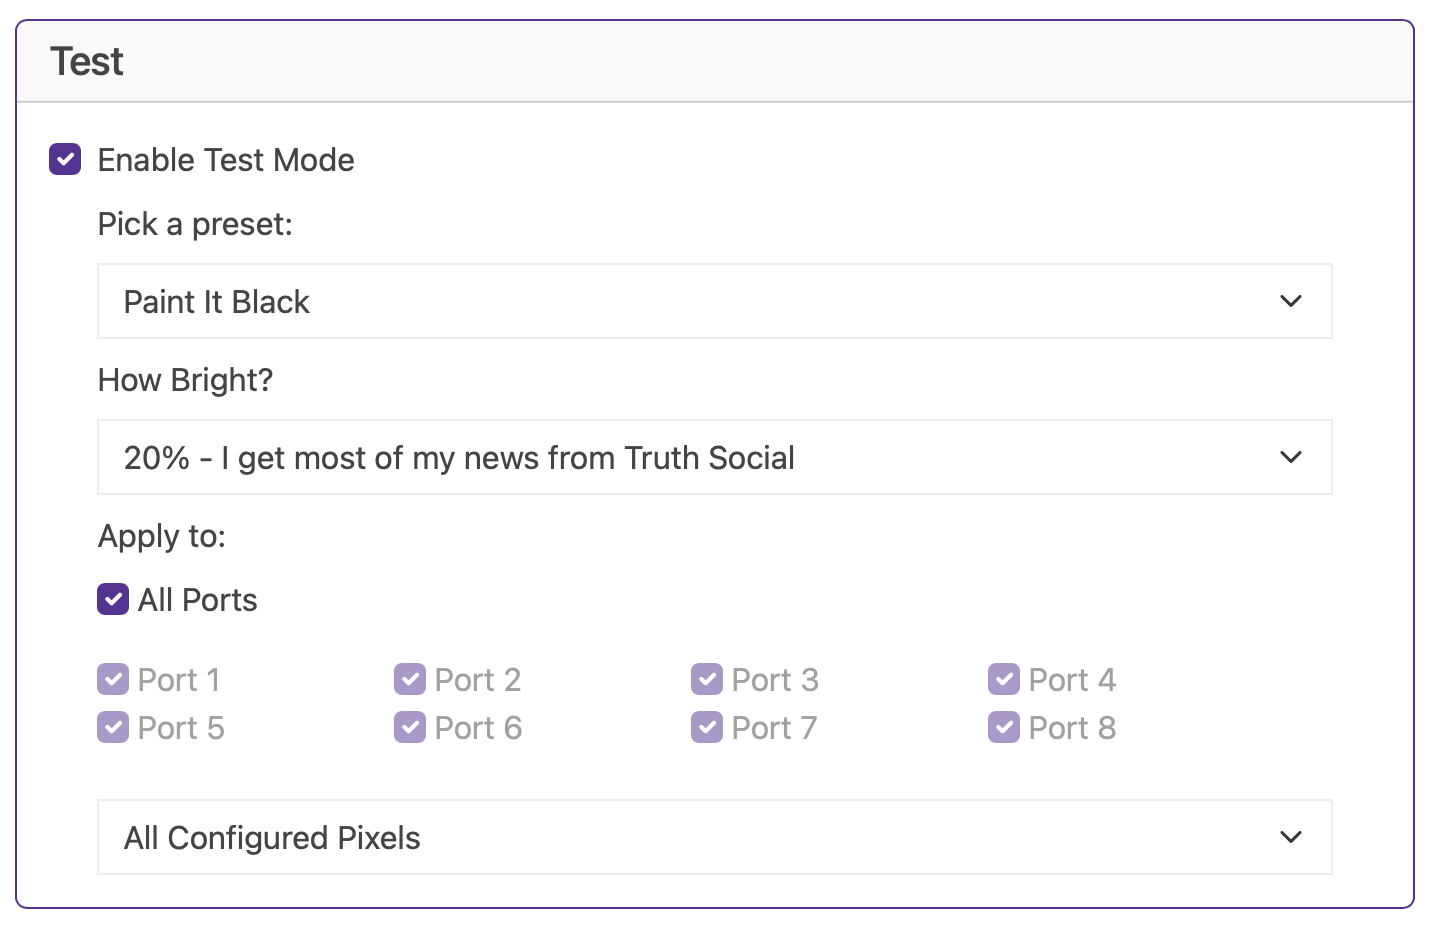 Test
Enable Test Mode
Pick a preset:
Paint It Black
How Bright?
20% - I get most of my news from Truth Social
Apply to:
All Ports
Port 1 Port 2 Port 3 Port 4
Port 5 Port 6 Port 7 Port 8
All Configured Pixels